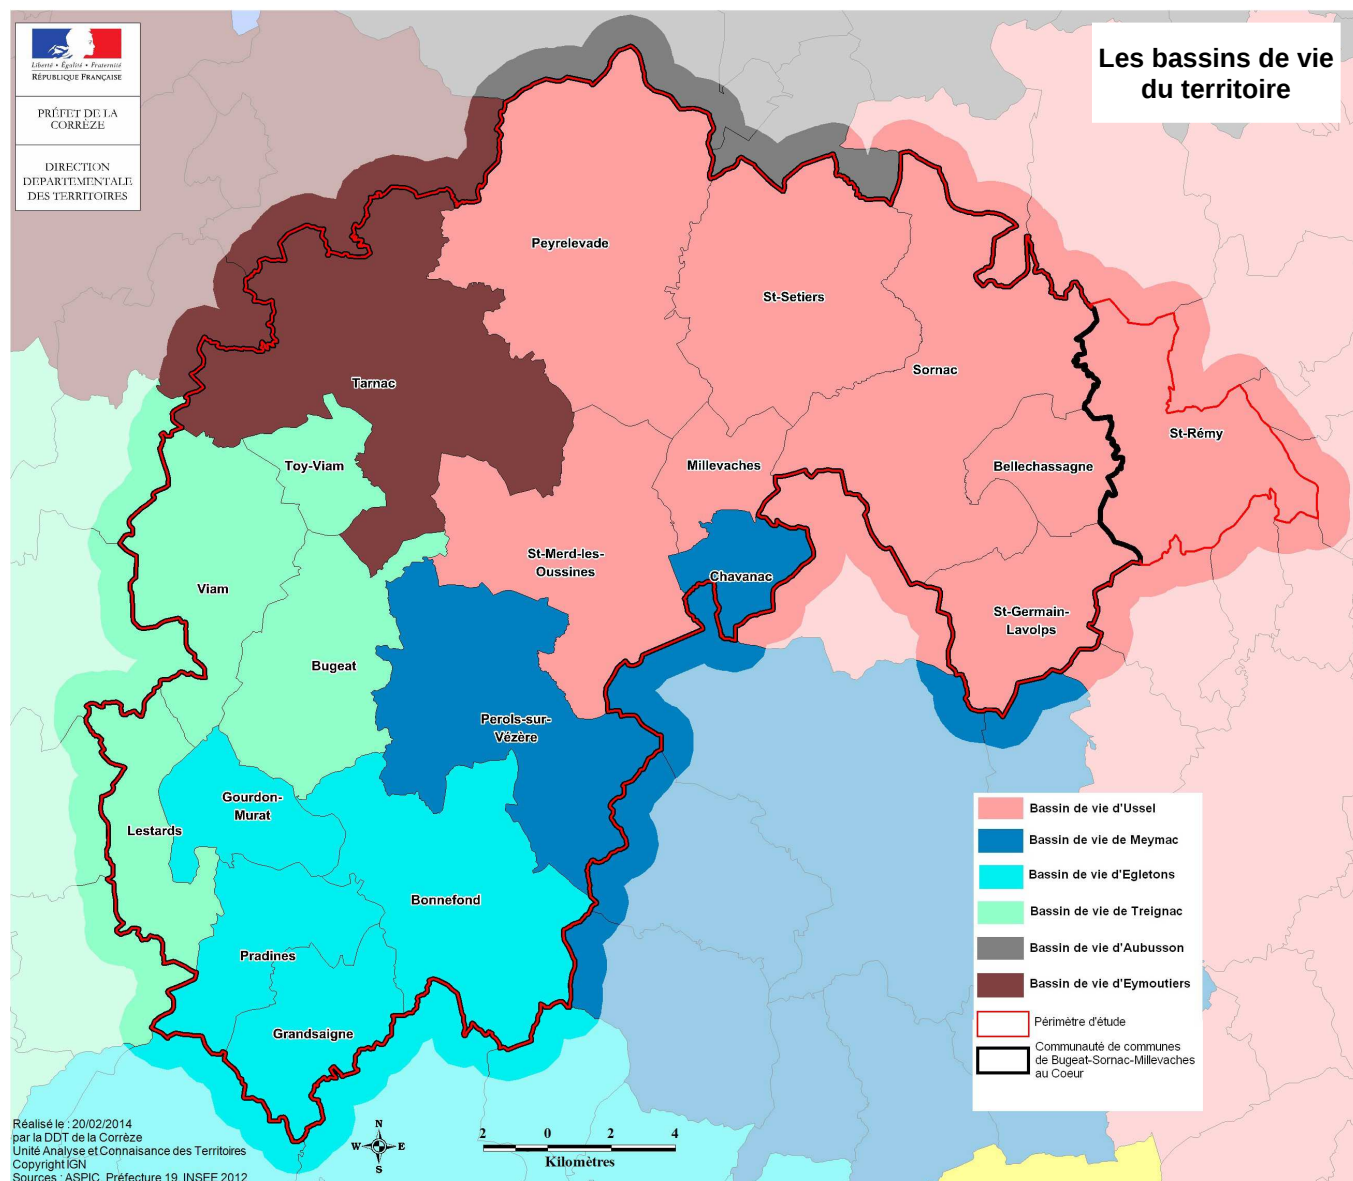 Liberté • Égalité • Fraternité
RÉPUBLIQUE FRANÇAISE
PRÉFET DE LA
CORRÈZE
DIRECTION
DEPARTEMENTALE
DES TERRITOIRES
Les bassins de vie
du territoire
Peyrelevade
St-Setiers
Sornac
Tarnac
St-Rémy
Toy-Viam
Millevaches
Bellechassagne
St-Merd-les-
Oussines
Chavanac
Viam
St-Germain-
Lavolps
Bugeat
Perols-sur-
Vézère
Gourdon-
Murat
Lestards
Bonnefond
Pradines
Grandsaigne
Bassin de vie d'Ussel
Bassin de vie de Meymac
Bassin de vie d'Egletons
Bassin de vie de Treignac
Bassin de vie d'Aubusson
Bassin de vie d'Eymoutiers
Périmètre d'étude
Communauté de communes
de Bugeat-Sornac-Millevaches
au Coeur
Réalisé le : 20/02/2014
par la DDT de la Corrèze
Unité Analyse et Connaisance des Territoires
Copyright IGN
Sources : ASPIC, Préfecture 19, INSEE 2012
N
W E
S
2 0 2 4
Kilomètres